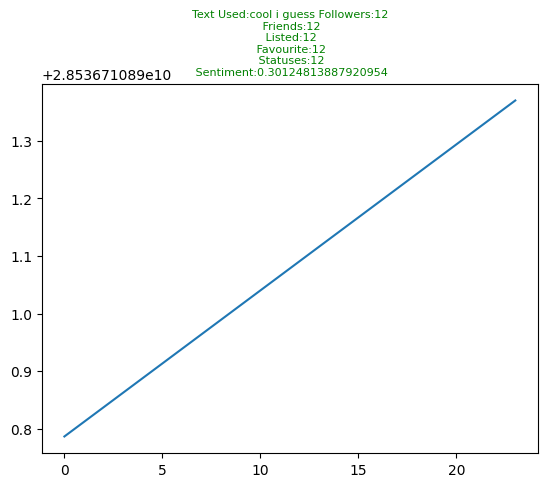 Text Used:cool i guess Followers:12
Friends:12
Listed:12
Favourite:12
Statuses:12
Sentiment:0.30124813887920954
+2.853671089e10
1.3
1.2
1.1
1.0
0.9
0.8
0 5 10 15 20